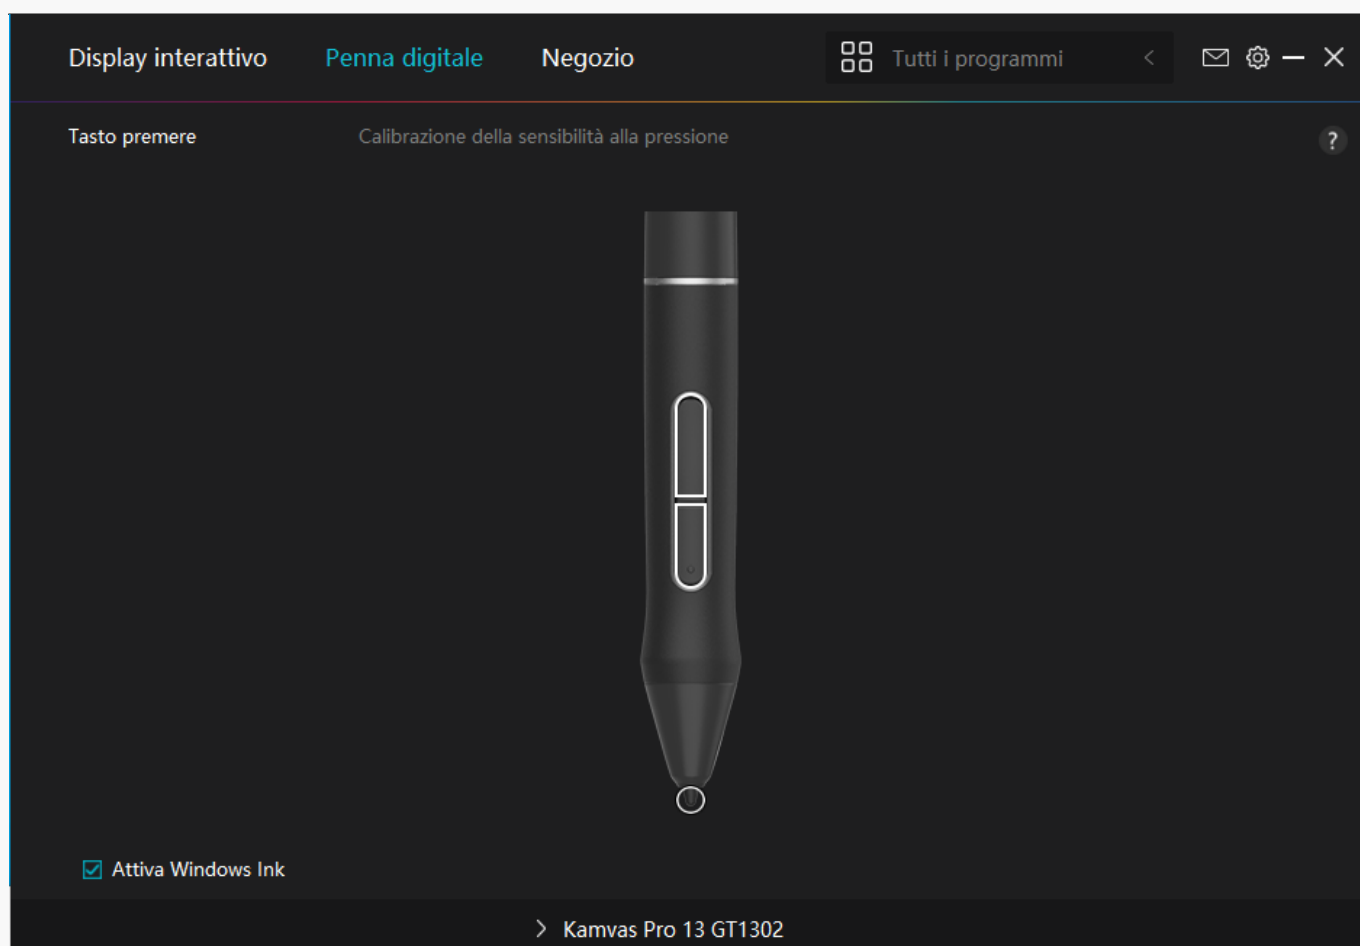 Display interattivo
Penna digitale
Negozio
Tutti i programmi
Tasto premere
Calibrazione della sensibilità alla pressione
?
Attiva Windows Ink
Kamvas Pro 13 GT1302